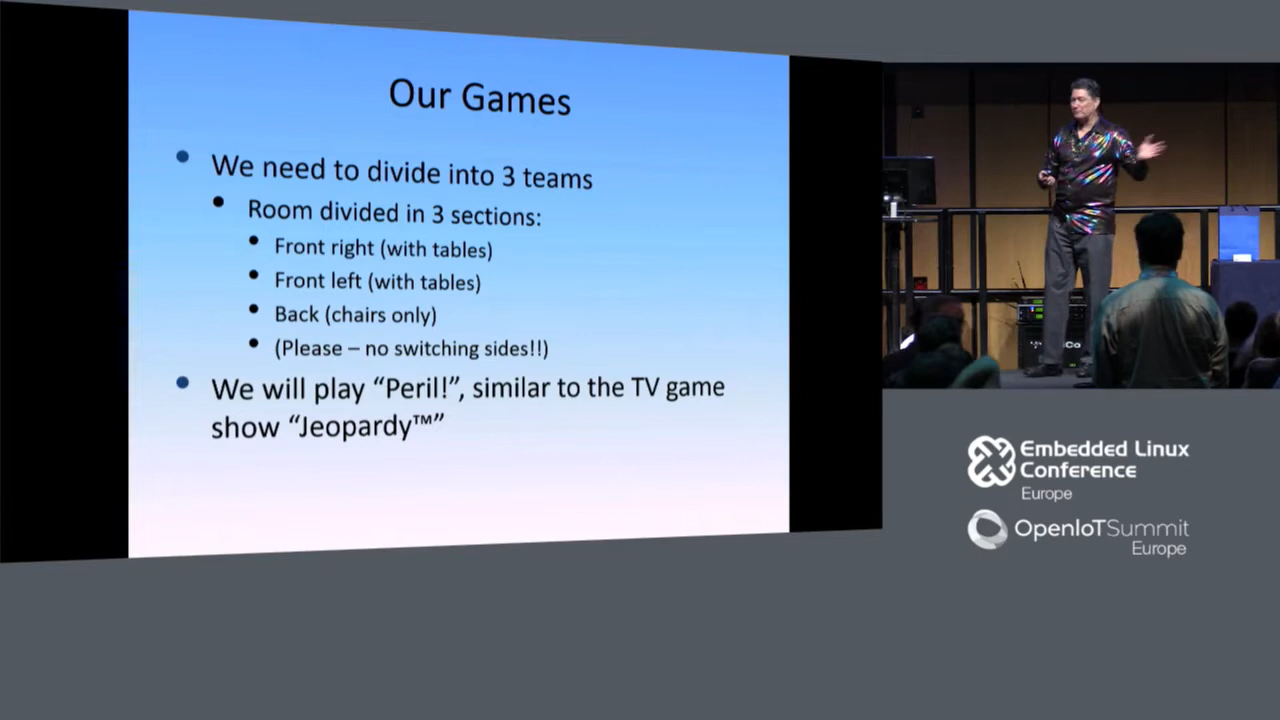 Our Games
We need to divide into 3 teams
Room divided in 3 sections:
Front right (with tables)
Front left (with tables)
Back (chairs only)
(Please – no switching sides!!)
We will play “Peril!”, similar to the TV game
show “Jeopardy™”
Embedded Linux
Conference
Europe
OpenIoTSummit
Europe